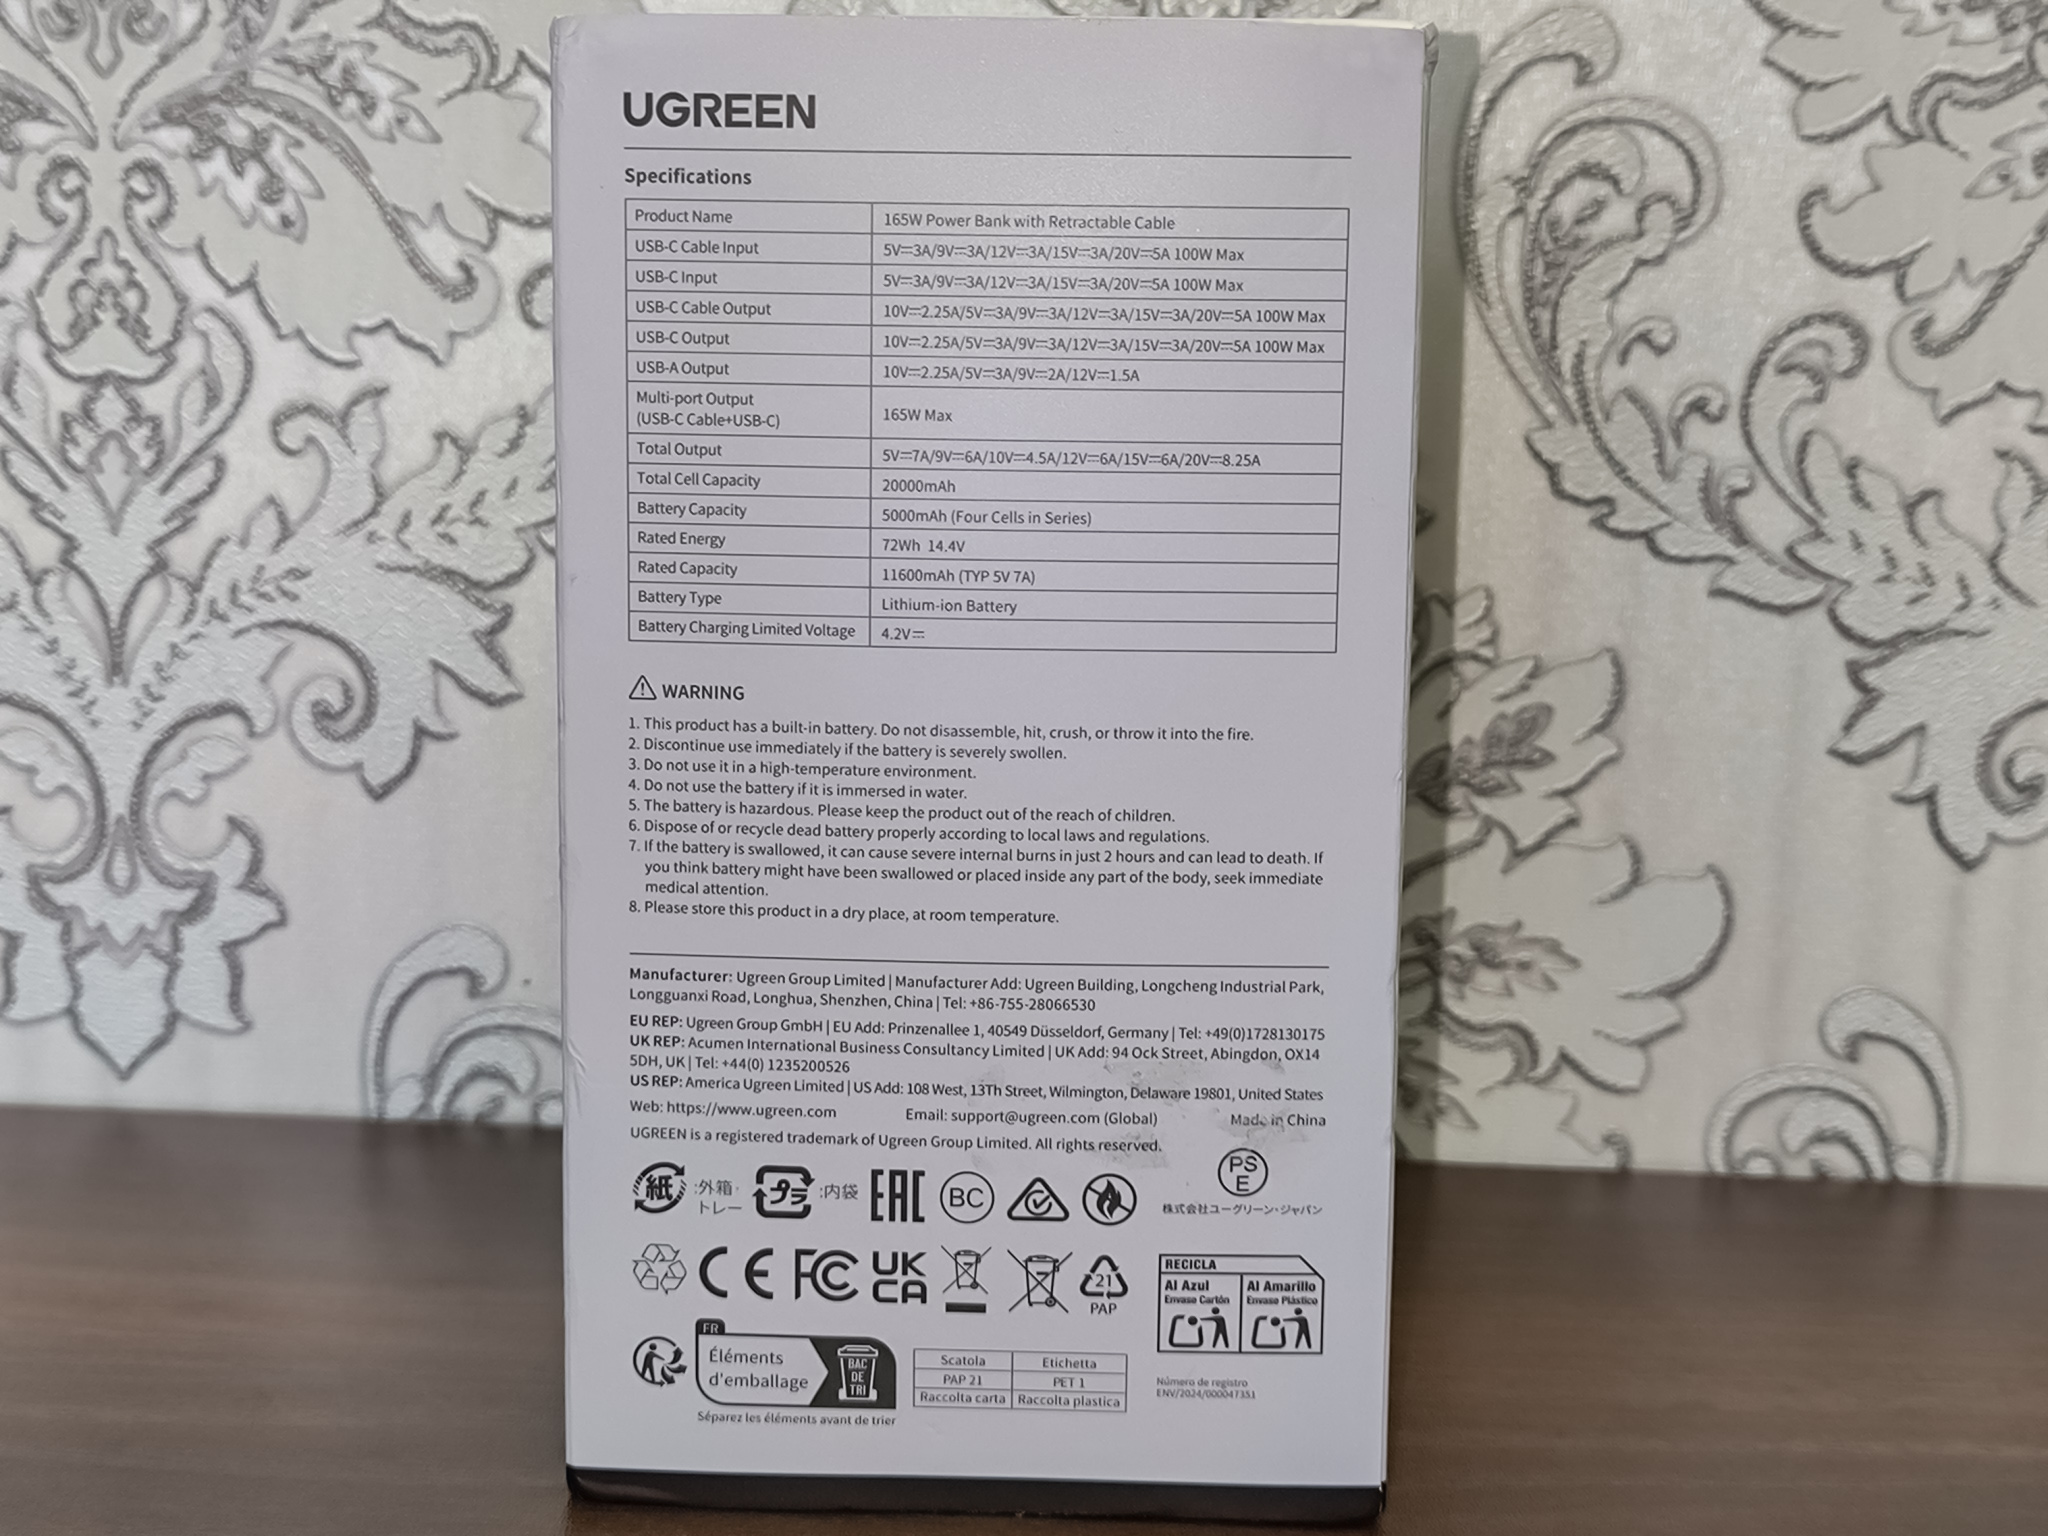 UGREEN
Specifications
Product Name 165W Power Bank with Retractable Cable
USB-C Cable Input 5V⎓3A/9V⎓3A/12V⎓3A/15V⎓3A/20V⎓5A 100W Max
USB-C Input 5V⎓3A/9V⎓3A/12V⎓3A/15V⎓3A/20V⎓5A 100W Max
USB-C Cable Output 10V⎓2.25A/5V⎓3A/9V⎓3A/12V⎓3A/15V⎓3A/20V⎓5A 100W Max
USB-C Output 10V⎓2.25A/5V⎓3A/9V⎓3A/12V⎓3A/15V⎓3A/20V⎓5A 100W Max
USB-A Output 10V⎓2.25A/5V⎓3A/9V⎓2A/12V⎓1.5A
Multi-port Output
(USB-C Cable+USB-C) 165W Max
Total Output 5V⎓7A/9V⎓6A/10V⎓4.5A/12V⎓6A/15V⎓6A/20V⎓8.25A
Total Cell Capacity 20000mAh
Battery Capacity 5000mAh (Four Cells in Series)
Rated Energy 72Wh 14.4V
Rated Capacity 11600mAh (TYP 5V 7A)
Battery Type Lithium-ion Battery
Battery Charging Limited Voltage 4.2V⎓
WARNING
1. This product has a built-in battery. Do not disassemble, hit, crush, or throw it into the fire.
2. Discontinue use immediately if the battery is severely swollen.
3. Do not use it in a high-temperature environment.
4. Do not use the battery if it is immersed in water.
5. The battery is hazardous. Please keep the product out of the reach of children.
6. Dispose of or recycle dead battery properly according to local laws and regulations.
7. If the battery is swallowed, it can cause severe internal burns in just 2 hours and can lead to death. If
you think battery might have been swallowed or placed inside any part of the body, seek immediate
medical attention.
8. Please store this product in a dry place, at room temperature.
Manufacturer: Ugreen Group Limited | Manufacturer Add: Ugreen Building, Longcheng Industrial Park,
Longguanxi Road, Longhua, Shenzhen, China | Tel: +86-755-28066530
EU REP: Ugreen Group GmbH | EU Add: Prinzenallee 1, 40549 Düsseldorf, Germany | Tel: +49(0)1728130175
UK REP: Acumen International Business Consultancy Limited | UK Add: 94 Ock Street, Abingdon, OX14
5DH, UK | Tel: +44(0) 1235200526
US REP: America Ugreen Limited | US Add: 108 West, 13Th Street, Wilmington, Delaware 19801, United States
Web: https://www.ugreen.com Email: support@ugreen.com (Global) Made in China
UGREEN is a registered trademark of Ugreen Group Limited. All rights reserved.
紙 :外箱・
トレー
プラ :内袋
EAC
BC
PS
E
株式会社ユーグリーン・ジャパン
CE FC UK
CA
21
PAP
RECICLA
Al Azul Al Amarillo
Envase Cartón Envase Plástico
FR
Éléments
d'emballage
BAC
DE
TRI
Séparez les éléments avant de trier
Scatola Etichetta
PAP 21 PET 1
Raccolta carta Raccolta plastica
Número de registro
ENV/2024/000047351